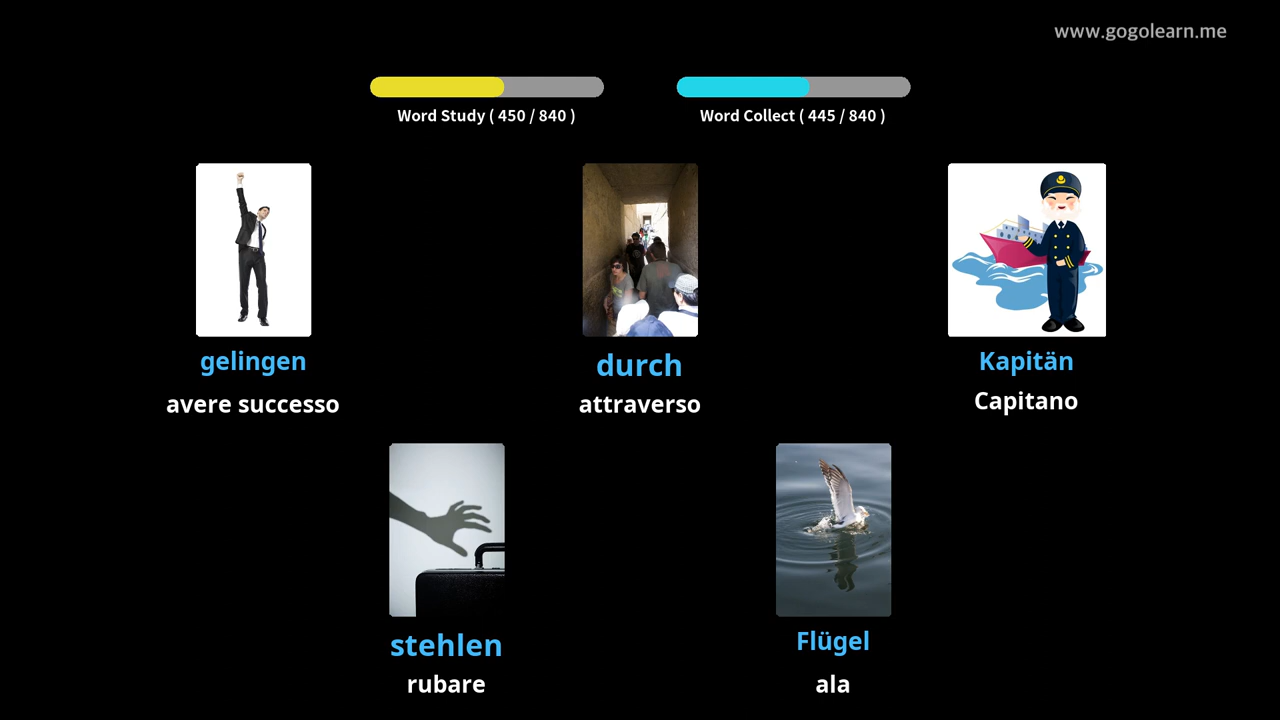 www.gogolearn.me
Word Study ( 450 / 840 )
Word Collect ( 445 / 840 )
gelingen
avere successo
durch
attraverso
Kapitän
Capitano
stehlen
rubare
Flügel
ala